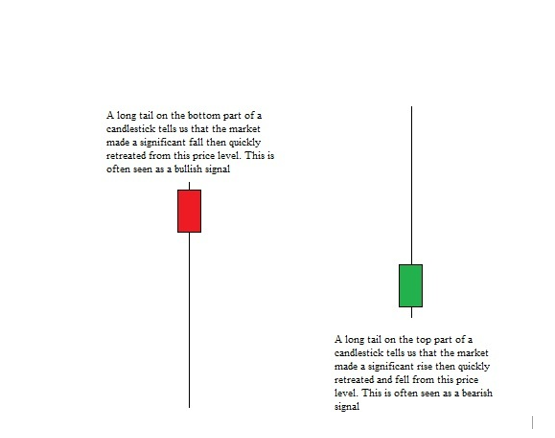 A long tail on the bottom part of a
candlestick tells us that the market
made a significant fall then quickly
retreated from this price level. This is
often seen as a bullish signal
A long tail on the top part of a
candlestick tells us that the market
made a significant rise then quickly
retreated and fell from this price
level. This is often seen as a bearish
signal